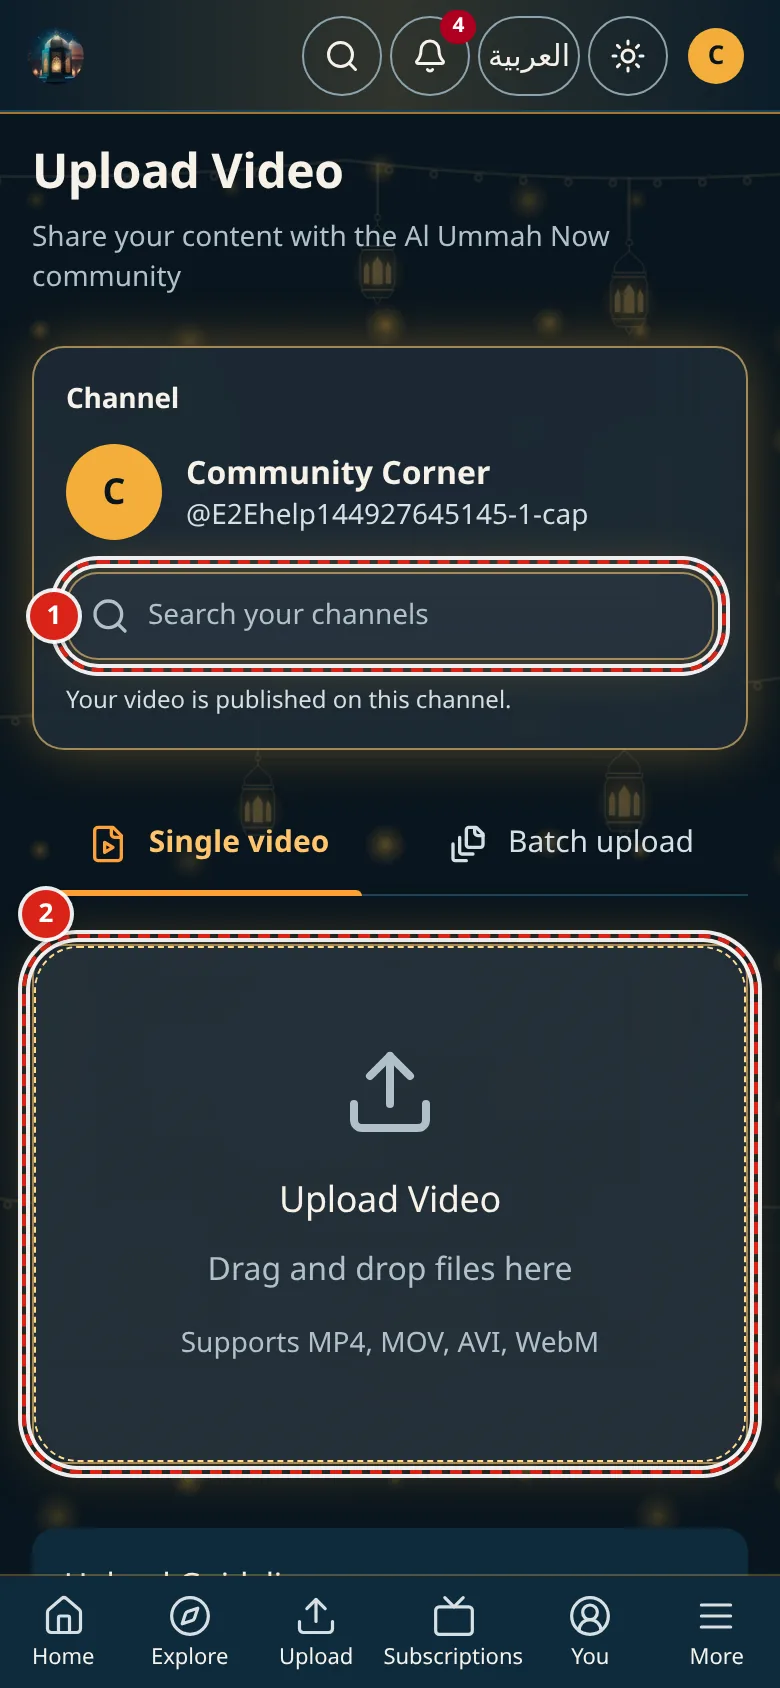 4
العربية
C
Upload Video
Share your content with the Al Ummah Now
community
Channel
C
Community Corner
@E2Ehelp144927645145-1-cap
1
Search your channels
Your video is published on this channel.
Single video
Batch upload
2
Upload Video
Drag and drop files here
Supports MP4, MOV, AVI, WebM
Home
Explore
Upload
Subscriptions
You
More